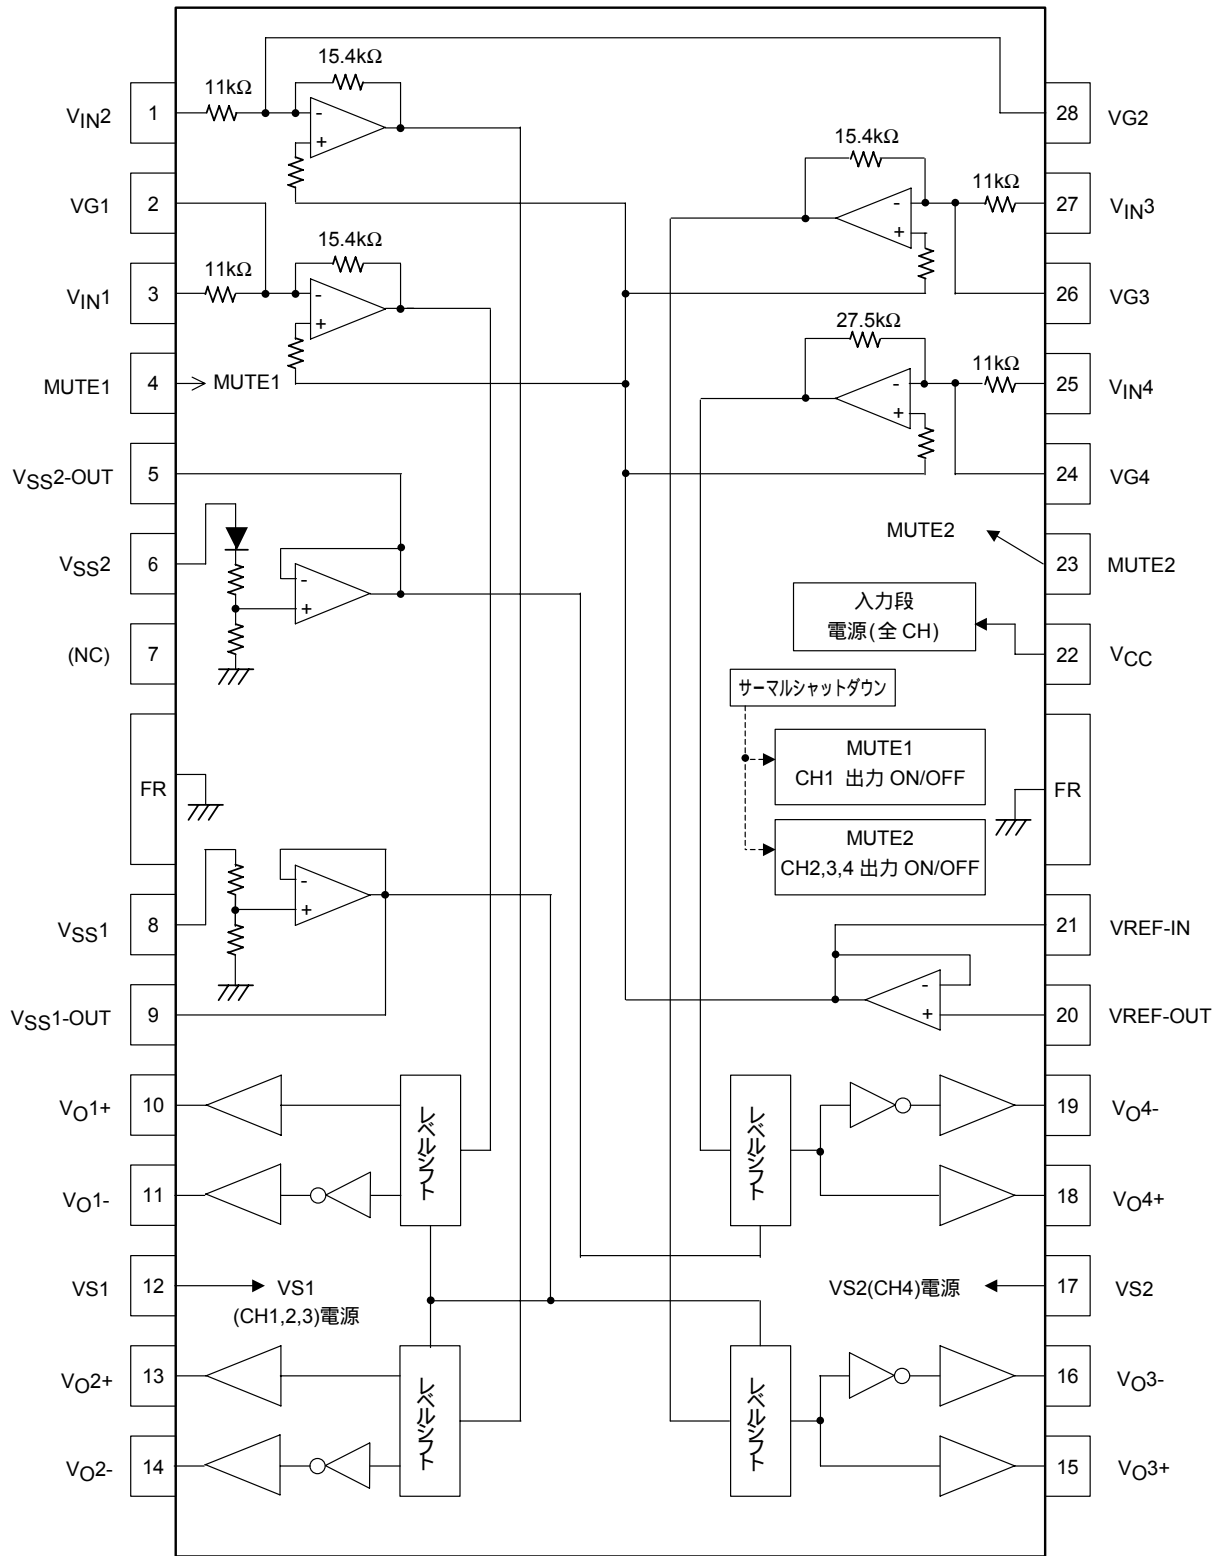 15.4kΩ
11kΩ
VIN2
1
28
VG2
15.4kΩ
VG1
2
11kΩ
27
VIN3
15.4kΩ
11kΩ
VIN1
3
26
VG3
27.5kΩ
MUTE1
4
MUTE1
11kΩ
25
VIN4
VSS2-OUT
5
24
VG4
MUTE2
VSS2
6
23
MUTE2
入力段
電源(全 CH)
(NC)
7
22
VCC
サーマルシャットダウン
MUTE1
CH1 出力 ON/OFF
FR
FR
MUTE2
CH2,3,4 出力 ON/OFF
VSS1
8
21
VREF-IN
VSS1-OUT
9
20
VREF-OUT
VO1+
10
レベルシフト
レベルシフト
19
VO4-
VO1-
11
18
VO4+
VS1
12
VS1
(CH1,2,3)電源
VS2(CH4)電源
17
VS2
VO2+
13
レベルシフト
レベルシフト
16
VO3-
VO2-
14
15
VO3+
-
+
-
+
-
+
-
+
-
+
-
+
-
+